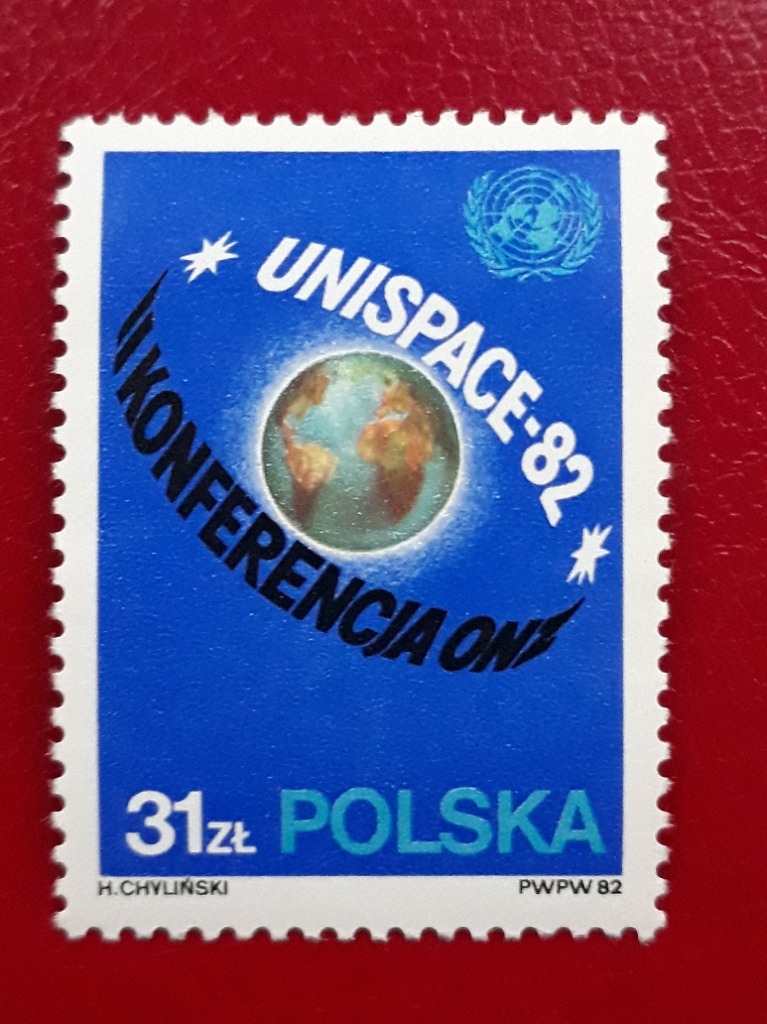 UNISPACE-82
II KONFERENCJA ONZ
31ZŁ POLSKA
H.CHYLIŃSKI PWPW 82